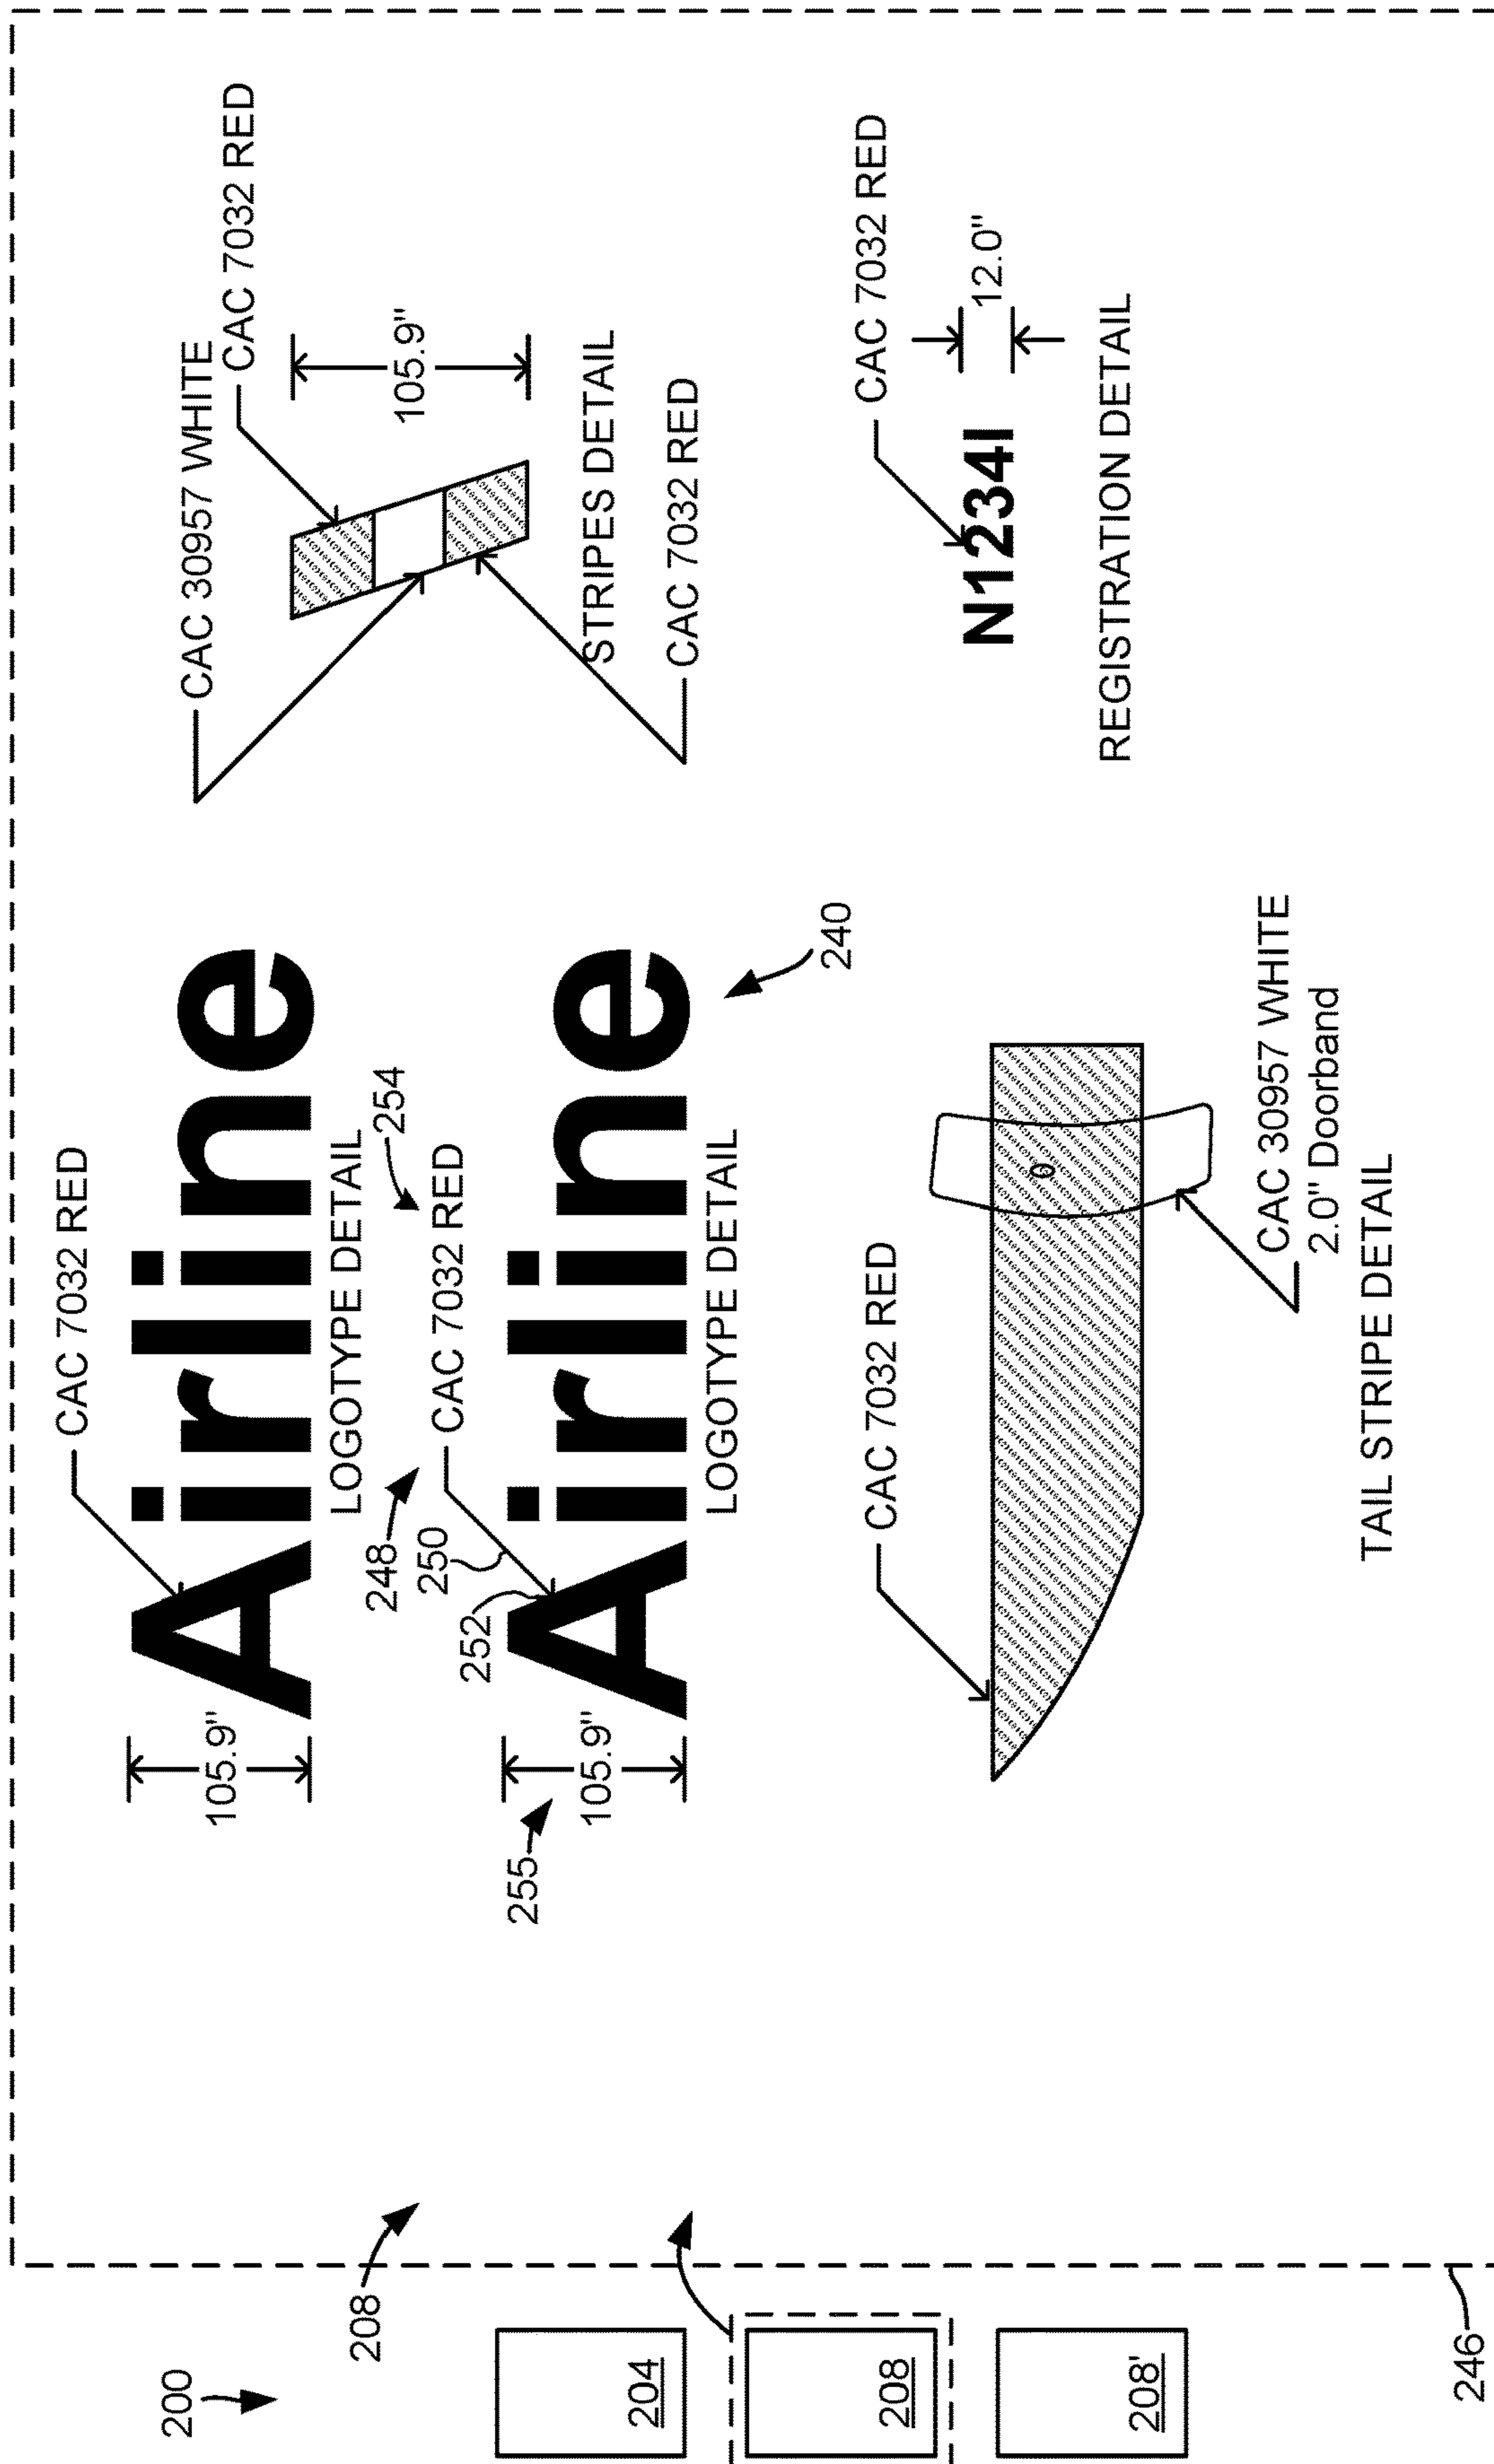 200
204
208
208'
208
246
CAC 7032 RED
105.9"
Airline
LOGOTYPE DETAIL
248
254
250
252
CAC 7032 RED
255
105.9"
Airline
LOGOTYPE DETAIL
240
CAC 30957 WHITE
CAC 7032 RED
105.9"
STRIPES DETAIL
CAC 7032 RED
CAC 7032 RED
0
CAC 30957 WHITE
2.0" Doorband
TAIL STRIPE DETAIL
CAC 7032 RED
N1234I
12.0"
REGISTRATION DETAIL